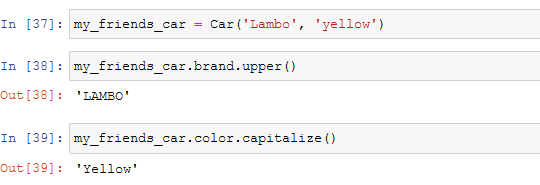 In [37]: my_friends_car = Car('Lambo', 'yellow')
In [38]: my_friends_car.brand.upper()
Out[38]: 'LAMBO'
In [39]: my_friends_car.color.capitalize()
Out[39]: 'Yellow'